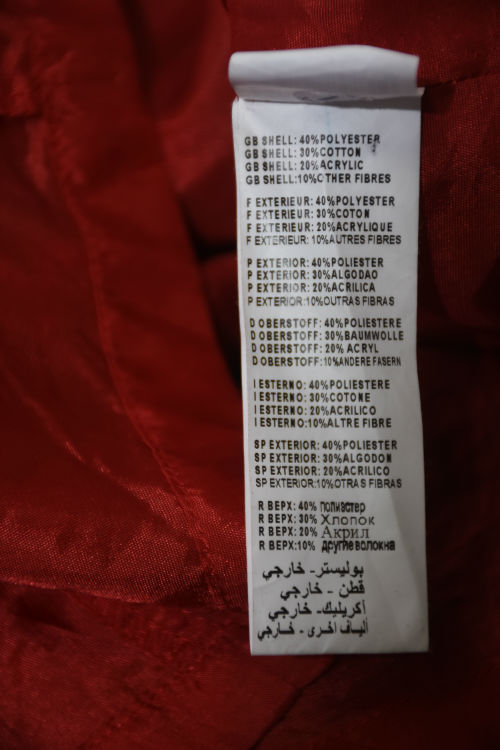 GB SHELL: 40%POLYESTER
GB SHELL: 30%COTTON
GB SHELL: 20%ACRYLIC
GB SHELL:10%OTHER FIBRES
F EXTERIEUR: 40%POLYESTER
F EXTERIEUR: 30%COTON
F EXTERIEUR: 20%ACRYLIQUE
F EXTERIEUR: 10%AUTRES FIBRES
P EXTERIOR: 40%POLIESTER
P EXTERIOR: 30%ALGODAO
P EXTERIOR: 20%ACRILICA
P EXTERIOR:10%OUTRAS FIBRAS
D OBERSTOFF: 40%POLIESTERE
D OBERSTOFF: 30%BAUMWOLLE
D OBERSTOFF: 20% ACRYL
D OBERSTOFF: 10%ANDERE FASERN
I ESTERNO: 40%POLIESTERE
I ESTERNO: 30%COTONE
I ESTERNO: 20%ACRILICO
I ESTERNO:10%ALTRE FIBRE
SP EXTERIOR: 40%POLIESTER
SP EXTERIOR: 30%ALGODON
SP EXTERIOR: 20%ACRILICO
SP EXTERIOR:10%OTRAS FIBRAS
R ВЕРХ: 40% полиэстер
R ВЕРХ: 30% Хлопок
R ВЕРХ: 20% Акрил
R ВЕРХ:10% другие волокна
بوليستر- خارجي
قطن - خارجي
أكريليك- خارجي
ألياف اخرى - خارجي